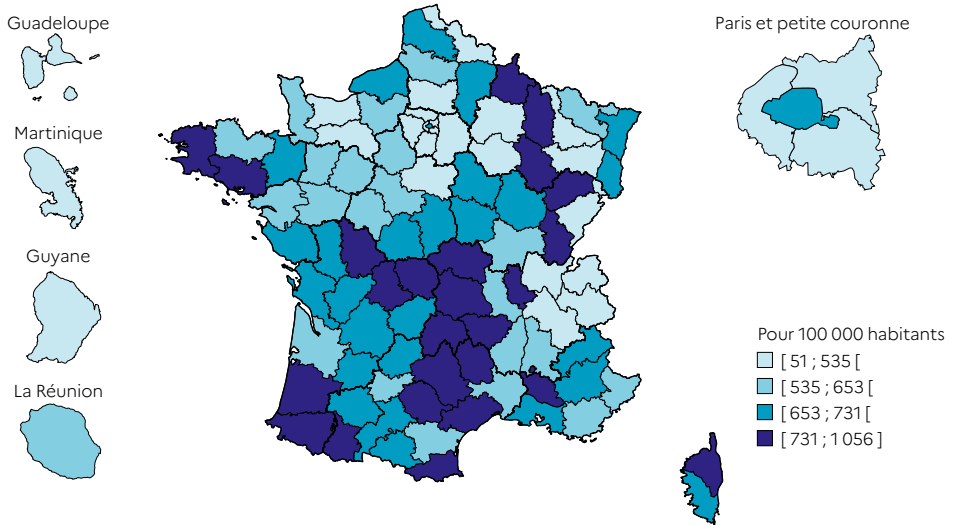 Guadeloupe
Martinique
Guyane
La Réunion
Paris et petite couronne
Pour 100 000 habitants
[ 51 ; 535 [
[ 535 ; 653 [
[ 653 ; 731 [
[ 731 ; 1 056 ]